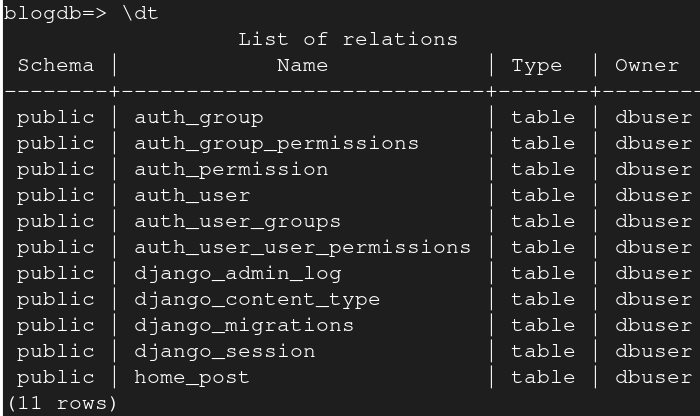 blogdb=> \dt
List of relations
Schema | Name | Type | Owner
--------+----------------------------+-------+--------
public | auth_group | table | dbuser
public | auth_group_permissions | table | dbuser
public | auth_permission | table | dbuser
public | auth_user | table | dbuser
public | auth_user_groups | table | dbuser
public | auth_user_user_permissions | table | dbuser
public | django_admin_log | table | dbuser
public | django_content_type | table | dbuser
public | django_migrations | table | dbuser
public | django_session | table | dbuser
public | home_post | table | dbuser
(11 rows)